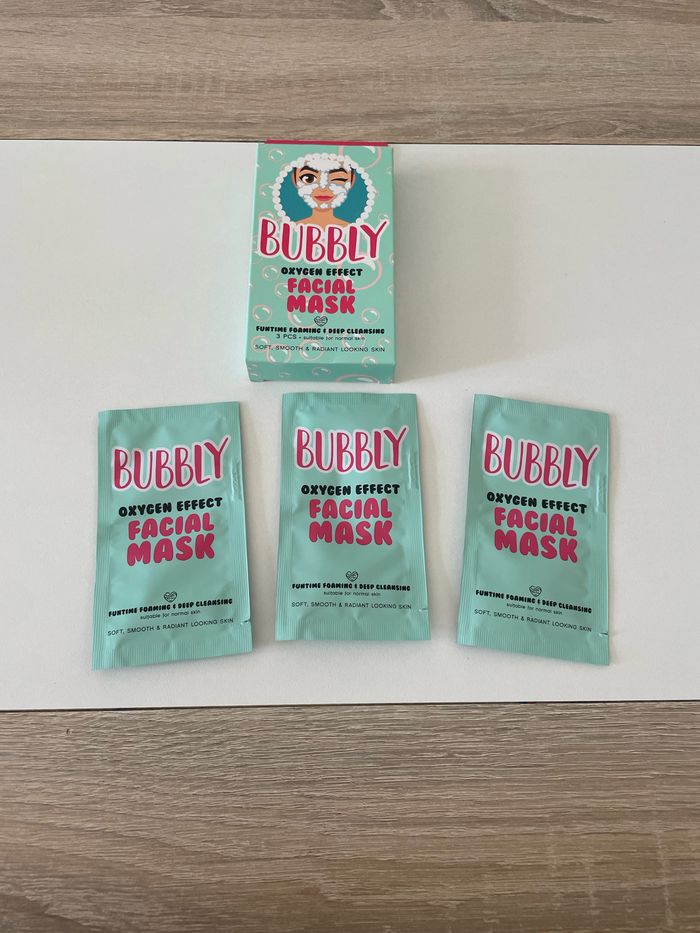 BUBBLY
OXYGEN EFFECT
FACIAL
MASK
FUNTIME FOAMING & DEEP CLEANSING
3 PCS • suitable for normal skin
SOFT, SMOOTH & RADIANT LOOKING SKIN
BUBBLY
OXYGEN EFFECT
FACIAL
MASK
FUNTIME FOAMING & DEEP CLEANSING
suitable for normal skin
SOFT, SMOOTH & RADIANT LOOKING SKIN
BUBBLY
OXYGEN EFFECT
FACIAL
MASK
FUNTIME FOAMING & DEEP CLEANSING
suitable for normal skin
SOFT, SMOOTH & RADIANT LOOKING SKIN
BUBBLY
OXYGEN EFFECT
FACIAL
MASK
FUNTIME FOAMING & DEEP CLEANSING
suitable for normal skin
SOFT, SMOOTH & RADIANT LOOKING SKIN